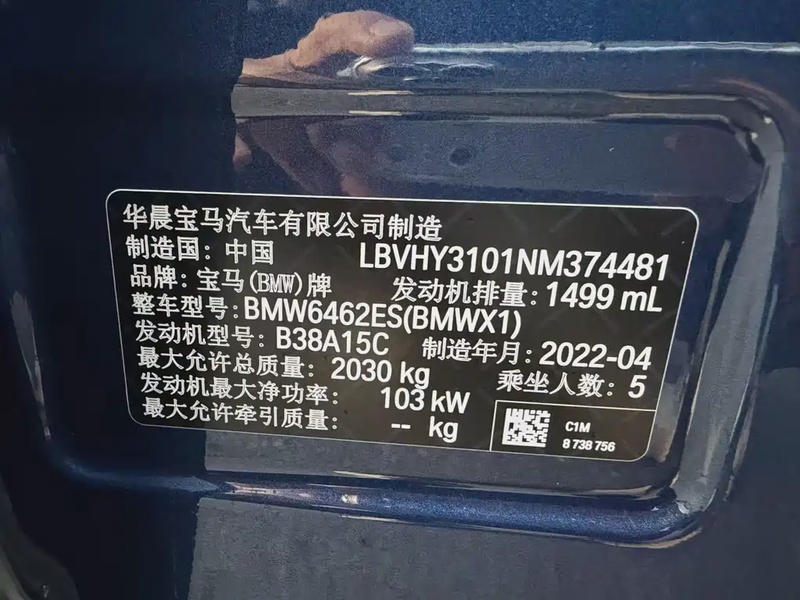 华晨宝马汽车有限公司制造
制造国：中国 LBVHY3101NM374481
品牌：宝马(BMW)牌 发动机排量：1499 mL
整车型号：BMW6462ES(BMWX1)
发动机型号：B38A15C 制造年月：2022-04
最大允许总质量：2030 kg 乘坐人数：5
发动机最大净功率：103 kW
最大允许牵引质量：-- kg
C1M
8 738 756